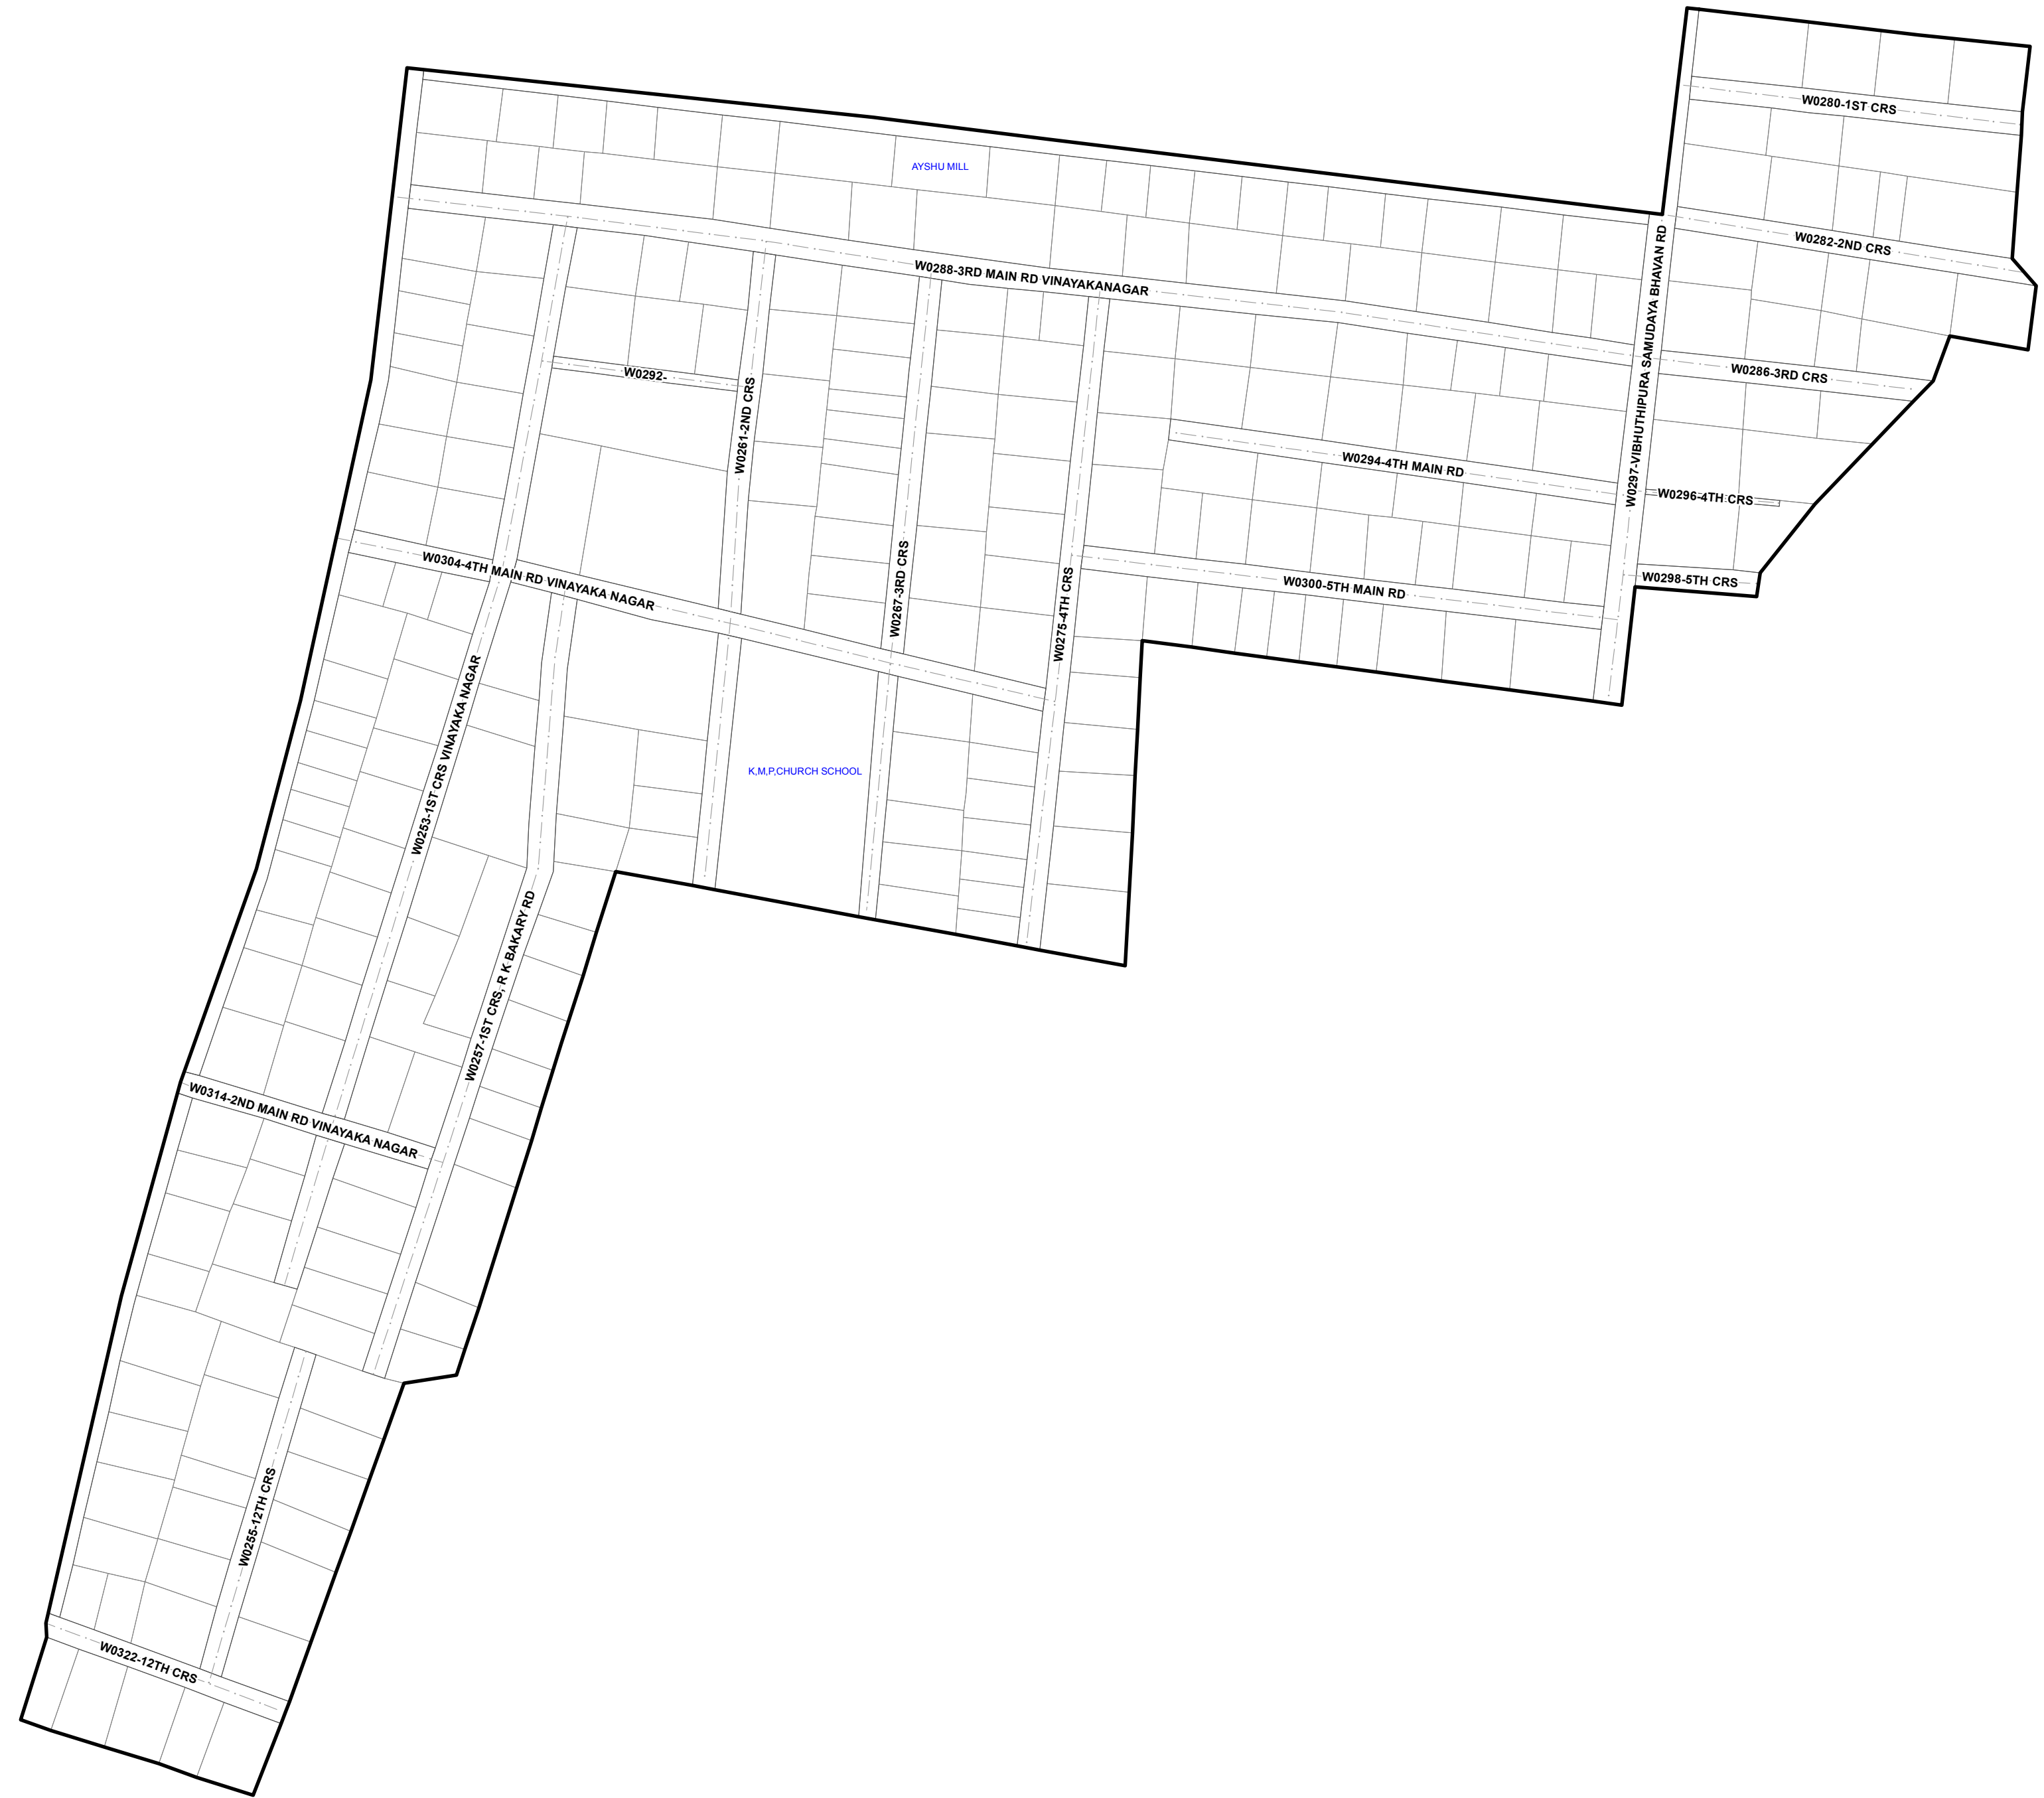 W0280-1ST CRS
AYSHU MILL
W0282-2ND CRS
W0288-3RD MAIN RD VINAYAKANAGAR
W0297-VIBHUTHIPURA SAMUDAYA BHAVAN RD
W0292-
W0286-3RD CRS
W0261-2ND CRS
W0294-4TH MAIN RD
W0296-4TH CRS
W0304-4TH MAIN RD VINAYAKA NAGAR
W0267-3RD CRS
W0275-4TH CRS
W0300-5TH MAIN RD
W0298-5TH CRS
W0253-1ST CRS VINAYAKA NAGAR
K,M,P,CHURCH SCHOOL
W0257-1ST CRS, R K BAKARY RD
W0314-2ND MAIN RD VINAYAKA NAGAR
W0255-12TH CRS
W0322-12TH CRS